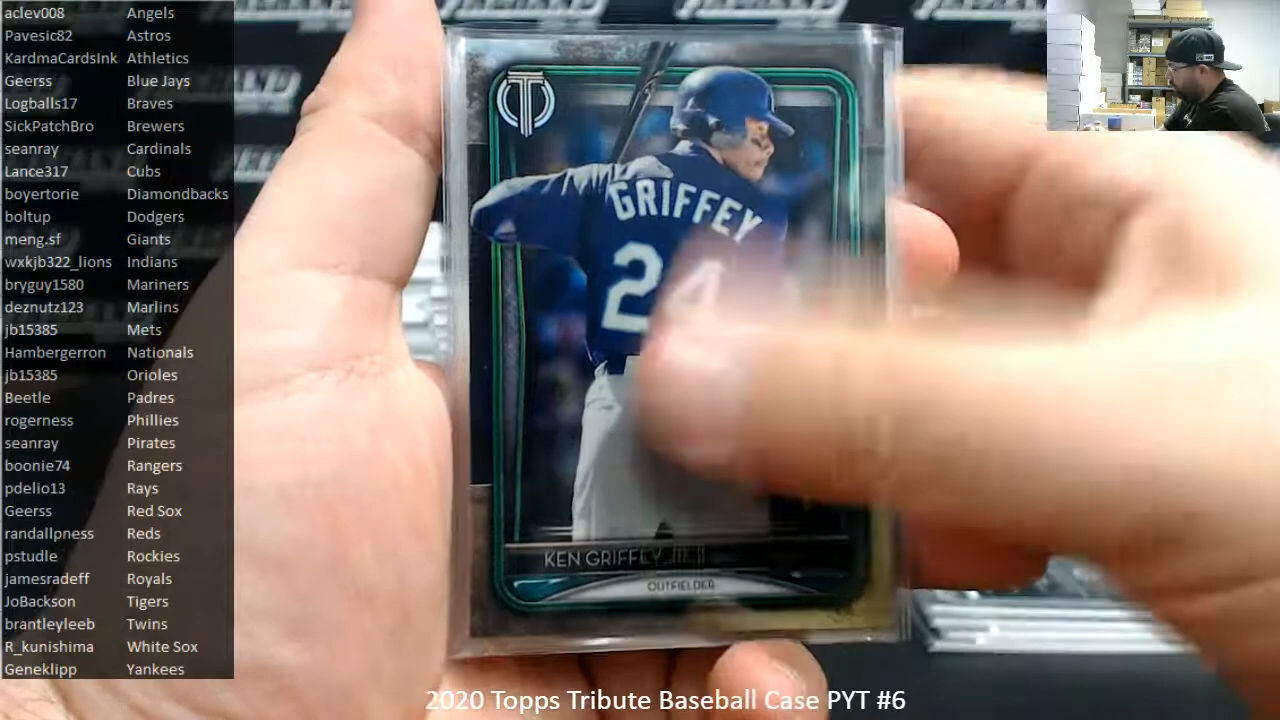 aclev008 Angels
Pavesic82 Astros
KardmaCardsInk Athletics
Geerss Blue Jays
Logballs17 Braves
SickPatchBro Brewers
seanray Cardinals
Lance317 Cubs
boyertorie Diamondbacks
boltup Dodgers
meng.sf Giants
wxkjb322_lions Indians
bryguy1580 Mariners
deznutz123 Marlins
jb15385 Mets
Hambergerron Nationals
jb15385 Orioles
Beetle Padres
rogerness Phillies
seanray Pirates
boonie74 Rangers
pdelio13 Rays
Geerss Red Sox
randallpness Reds
pstudle Rockies
jamesradeff Royals
JoBackson Tigers
brantleyleeb Twins
R_kunishima White Sox
Geneklipp Yankees
GRIFFEY
24
KEN GRIFFEY
OUTFIELDER
2020 Topps Tribute Baseball Case PYT #6